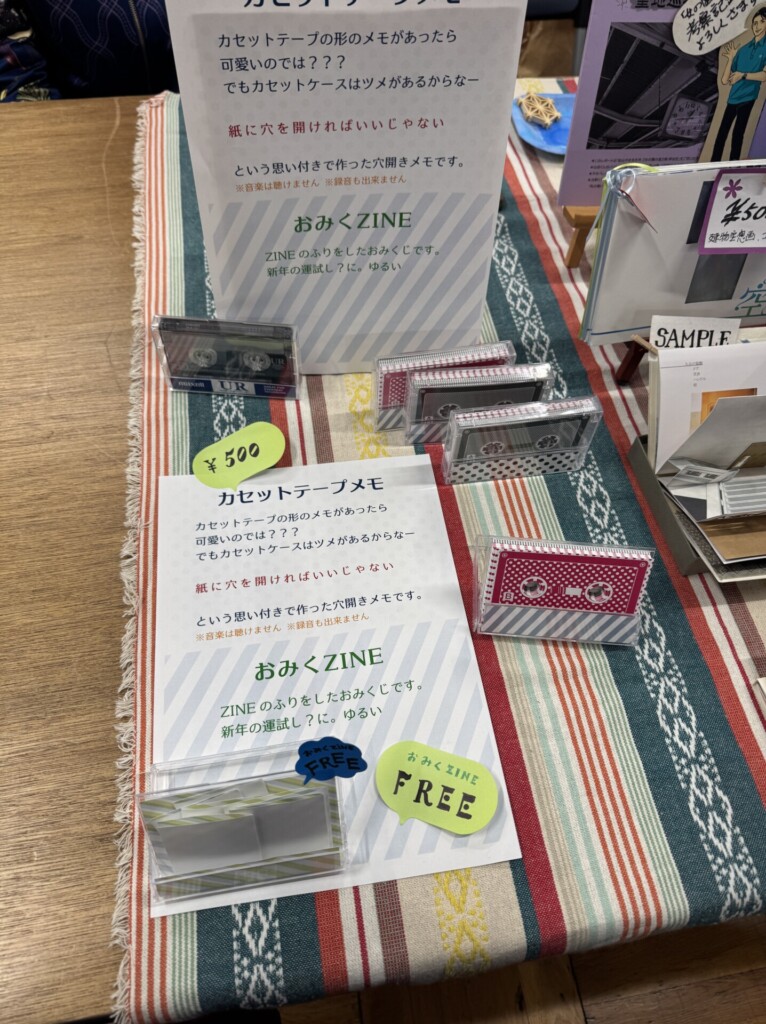 カセットテープメモ
カセットテープの形のメモがあったら
可愛いのでは？？？
でもカセットケースはツメがあるからなー
紙に穴を開ければいいじゃない
という思い付きで作った穴開きメモです。
※音楽は聴けません ※録音も出来ません
おみくZINE
ZINEのふりをしたおみくじです。
新年の運試し？に。ゆるい
UR
¥500
カセットテープメモ
カセットテープの形のメモがあったら
可愛いのでは？？？
でもカセットケースはツメがあるからなー
紙に穴を開ければいいじゃない
という思い付きで作った穴開きメモです。
※音楽は聴けません ※録音も出来ません
おみくZINE
ZINEのふりをしたおみくじです。
新年の運試し？に。ゆるい
おみくZINE
FREE
おみくZINE
FREE
SAMPLE